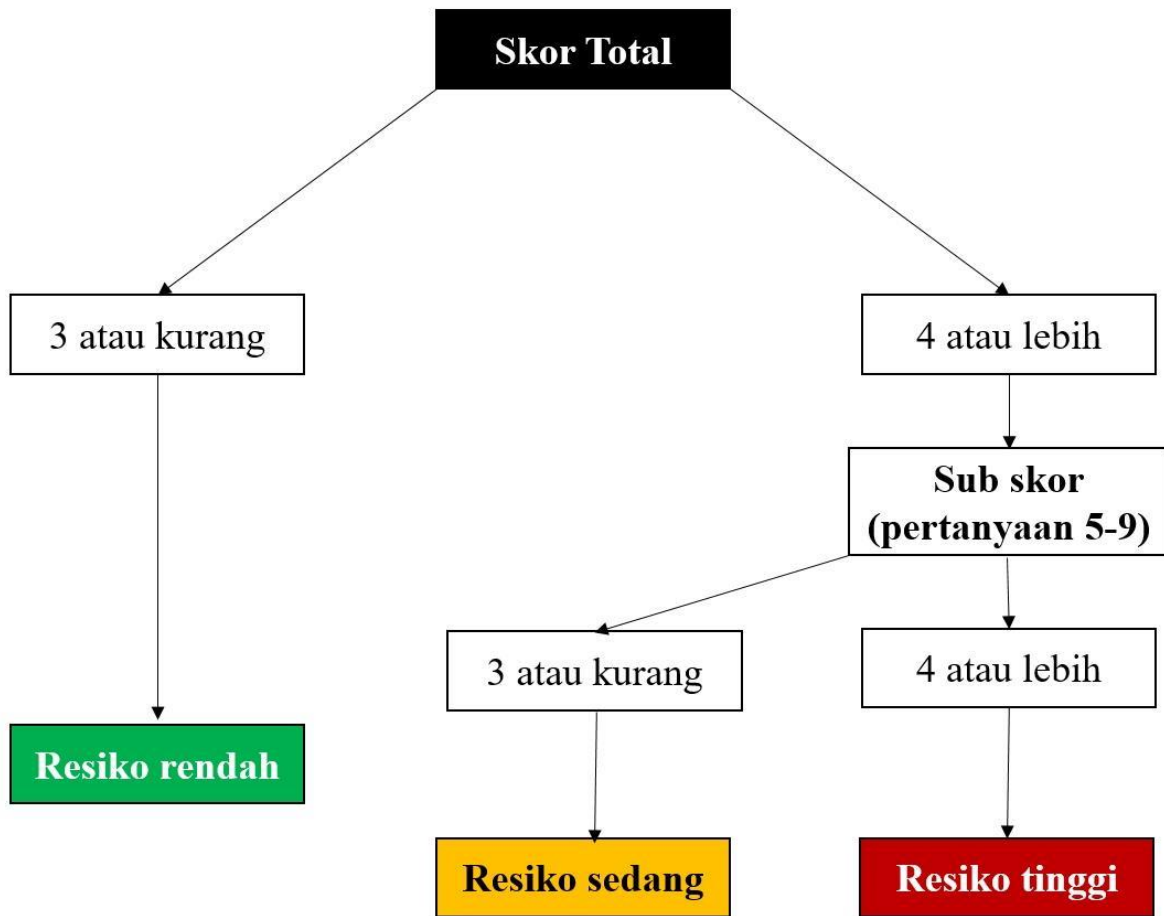 Skor Total
3 atau kurang
4 atau lebih
Sub skor
(pertanyaan 5-9)
3 atau kurang
4 atau lebih
Resiko rendah
Resiko sedang
Resiko tinggi